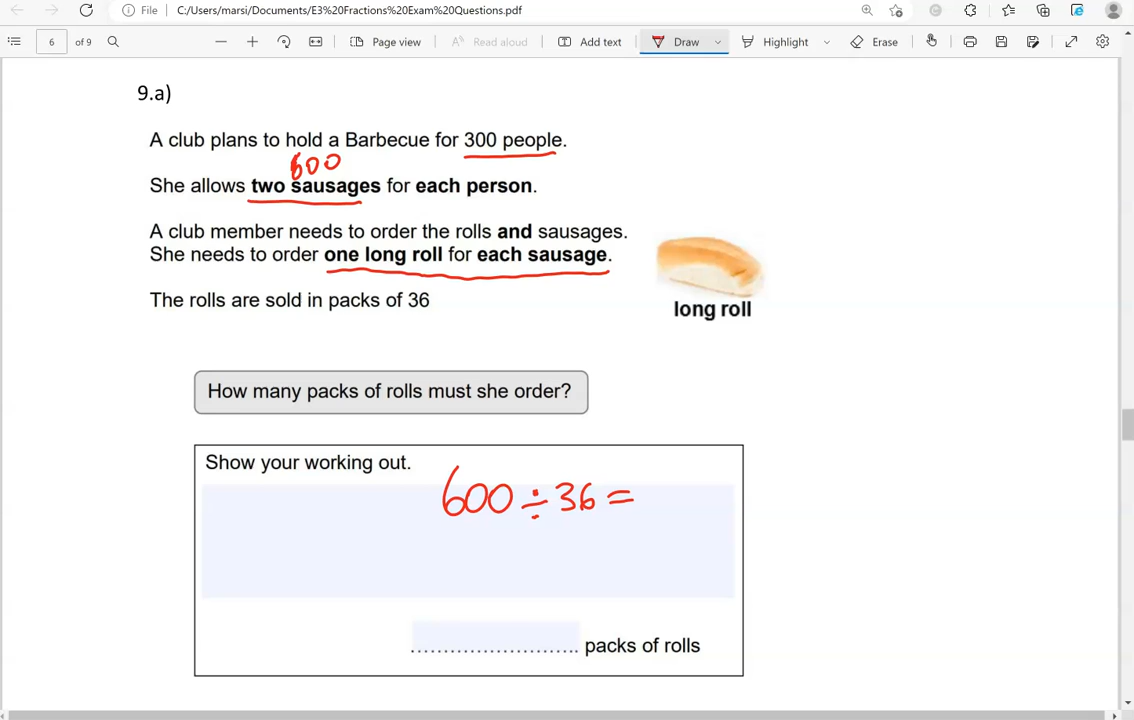 File C:/Users/marsi/Documents/E3%20Fractions%20Exam%20Questions.pdf
6 of 9 Page view Read aloud Add text Draw Highlight Erase
9.a)
A club plans to hold a Barbecue for 300 people.
600
She allows two sausages for each person.
A club member needs to order the rolls and sausages.
She needs to order one long roll for each sausage.
The rolls are sold in packs of 36
long roll
How many packs of rolls must she order?
Show your working out.
600 ÷ 36 =
............................ packs of rolls